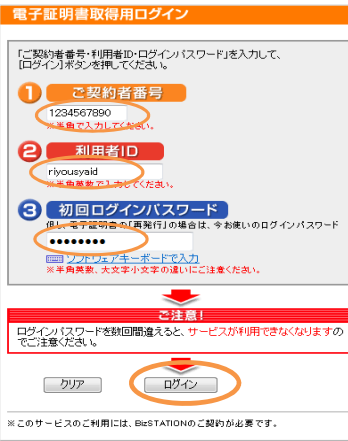 電子証明書取得用ログイン
「ご契約者番号・利用者ID・ログインパスワード」を入力して、
[ログイン]ボタンを押してください。
1 ご契約者番号
1234567890
※半角で入力してください。
2 利用者ID
riyousyaid
※半角英数で入力してください。
3 初回ログインパスワード
但し、電子証明書の「再発行」の場合は、今お使いのログインパスワード
●●●●●●●●
ソフトウェアキーボードで入力
※半角英数、大文字小文字の違いにご注意ください。
ご注意!
ログインパスワードを数回間違えると、サービスが利用できなくなりますの
でご注意ください。
クリア ログイン
※このサービスのご利用には、BizSTATIONのご契約が必要です。